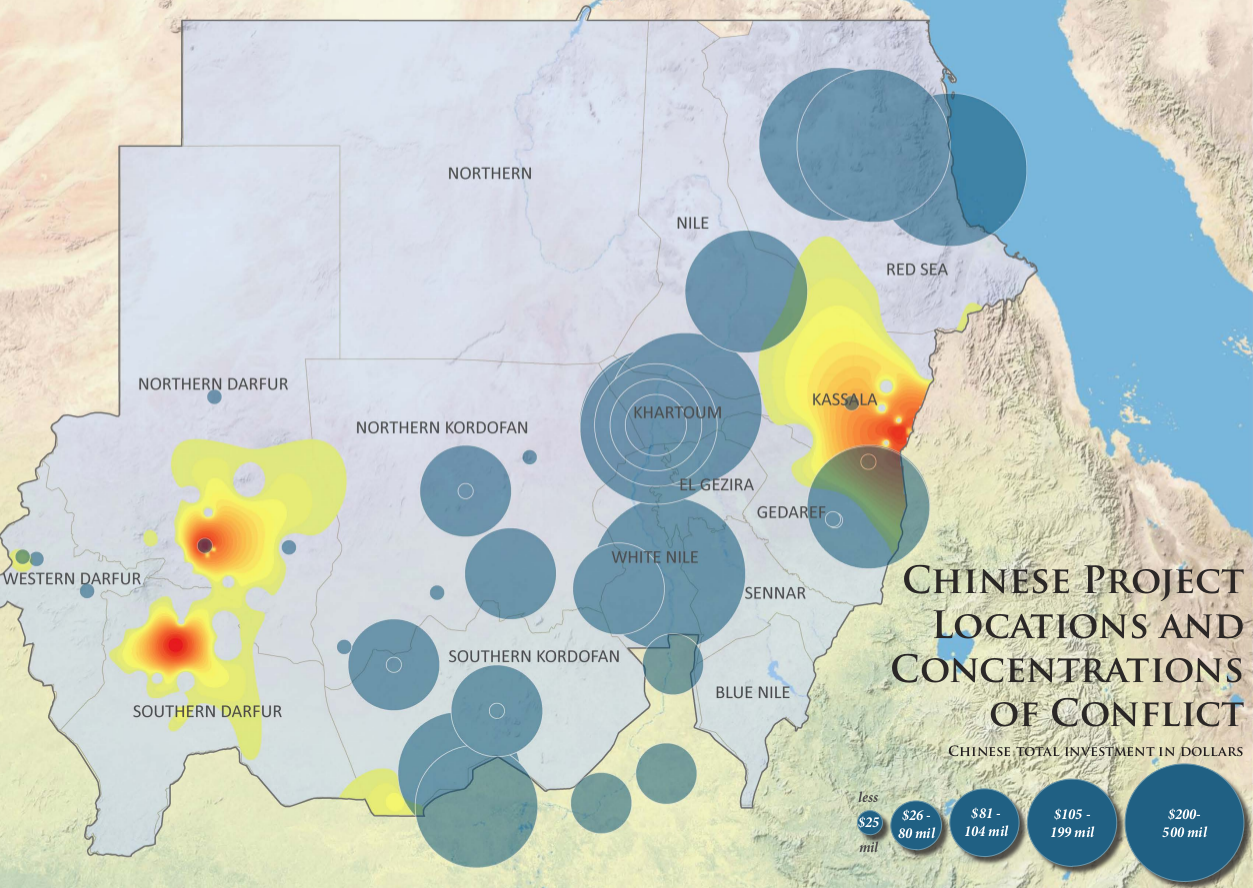 NORTHERN
NILE
RED SEA
NORTHERN DARFUR
KASSALA
KHARTOUM
NORTHERN KORDOFAN
EL GEZIRA
GEDAREF
WHITE NILE
WESTERN DARFUR
SENNAR
SOUTHERN KORDOFAN
BLUE NILE
SOUTHERN DARFUR
CHINESE PROJECT
LOCATIONS AND
CONCENTRATIONS
OF CONFLICT
CHINESE TOTAL INVESTMENT IN DOLLARS
less
$25
mil
$26 -
80 mil
$81 -
104 mil
$105 -
199 mil
$200-
500 mil